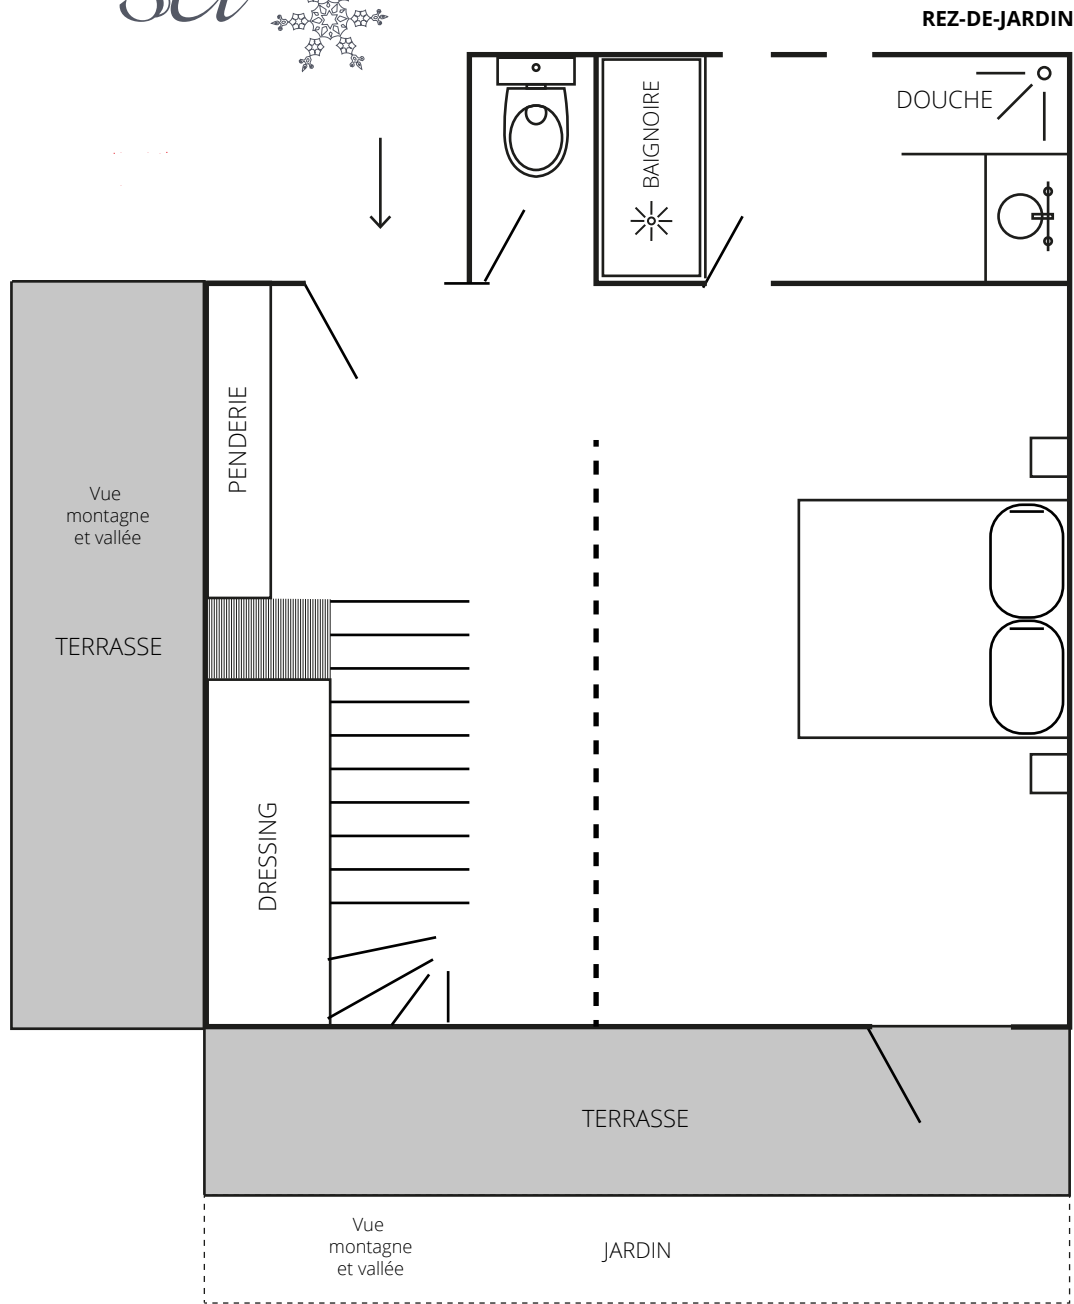 REZ-DE-JARDIN
DOUCHE
BAIGNOIRE
PENDERIE
Vue
montagne
et vallée
TERRASSE
DRESSING
TERRASSE
Vue
montagne
et vallée
JARDIN